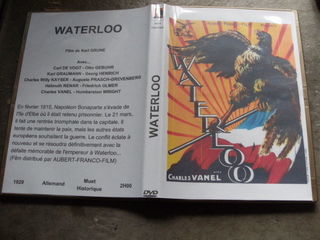 WATERLOO
Film de Karl GRUNE
Avec...
Carl DE VOGT - Otto GEBUHR
Karl GRAUMANN - Georg HENRICH
Charles Willy KAYSER - Auguste PRASCH-GREVENBERG
Helmuth RENAR - Friedrich ULMER
Charles VANEL - Humberstone WRIGHT
En février 1815, Napoléon Bonaparte s'évade de
l'île d'Elbe où il était retenu prisonnier. Le 21 mars,
il fait une rentrée triomphale dans la capitale. Il
tente de maintenir la paix, mais les autres états
européens souhaitent la guerre. Le conflit éclate à
nouveau et se résoudra définitivement avec la
défaite mémorable de l'empereur à Waterloo...
(Film distribué par AUBERT-FRANCO-FILM)
1929 Allemand Muet 2H00
Historique
WATERLOO
DVD
WATERLOO
AVEC
CHARLES VANEL